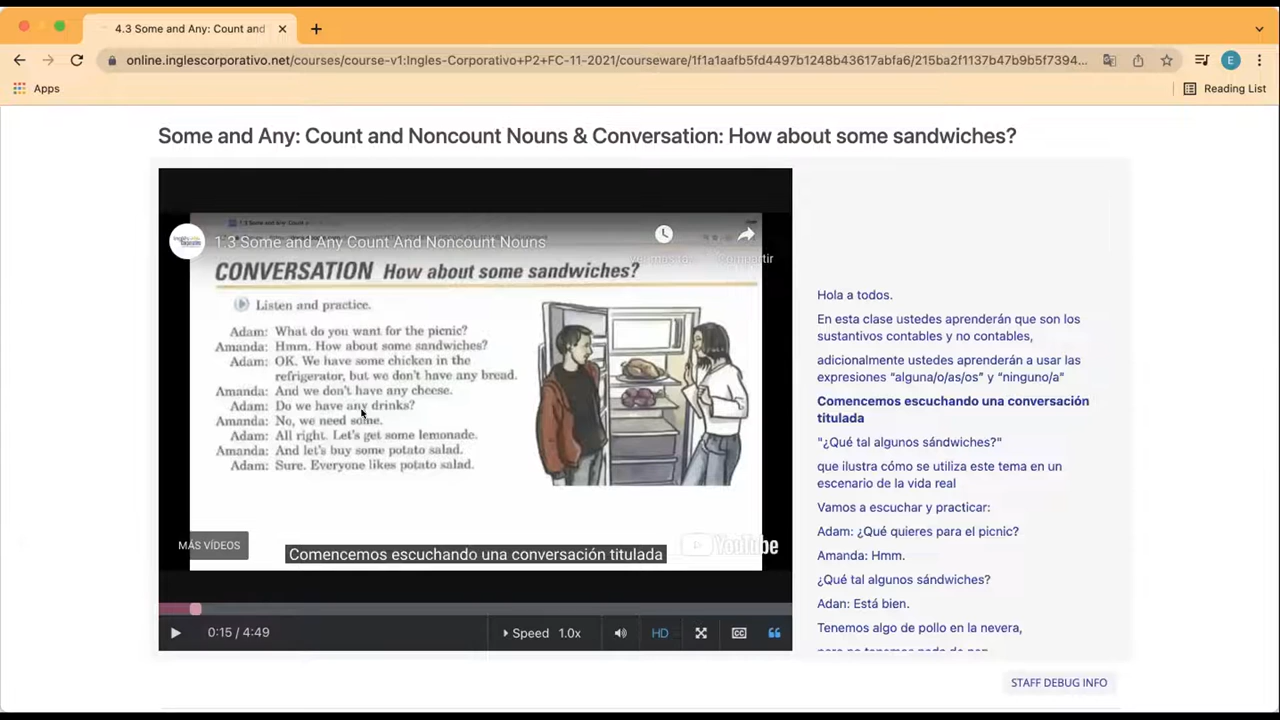 4.3 Some and Any: Count and
online.inglescorporativo.net/courses/course-v1:Ingles-Corporativo+P2+FC-11-2021/courseware/1f1a1aafb5fd4497b1248b43617abfa6/215ba2f1137b47b9b5f7394...
E
Apps
Reading List
Some and Any: Count and Noncount Nouns & Conversation: How about some sandwiches?
1.3 Some and Any Count And Noncount Nouns
Compartir
CONVERSATION How about some sandwiches?
Listen and practice.
Adam: What do you want for the picnic?
Amanda: Hmm. How about some sandwiches?
Adam: OK. We have some chicken in the
refrigerator, but we don't have any bread.
Amanda: And we don't have any cheese.
Adam: Do we have any drinks?
Amanda: No, we need some.
Adam: All right. Let's get some lemonade.
Amanda: And let's buy some potato salad.
Adam: Sure. Everyone likes potato salad.
MÁS VÍDEOS
YouTube
Comencemos escuchando una conversación titulada
0:15 / 4:49
Speed 1.0x
HD
CC
Hola a todos.
En esta clase ustedes aprenderán que son los
sustantivos contables y no contables,
adicionalmente ustedes aprenderán a usar las
expresiones “alguna/o/as/os” y “ninguno/a”
Comencemos escuchando una conversación
titulada
"¿Qué tal algunos sándwiches?"
que ilustra cómo se utiliza este tema en un
escenario de la vida real
Vamos a escuchar y practicar:
Adam: ¿Qué quieres para el picnic?
Amanda: Hmm.
¿Qué tal algunos sándwiches?
Adan: Está bien.
Tenemos algo de pollo en la nevera,
STAFF DEBUG INFO